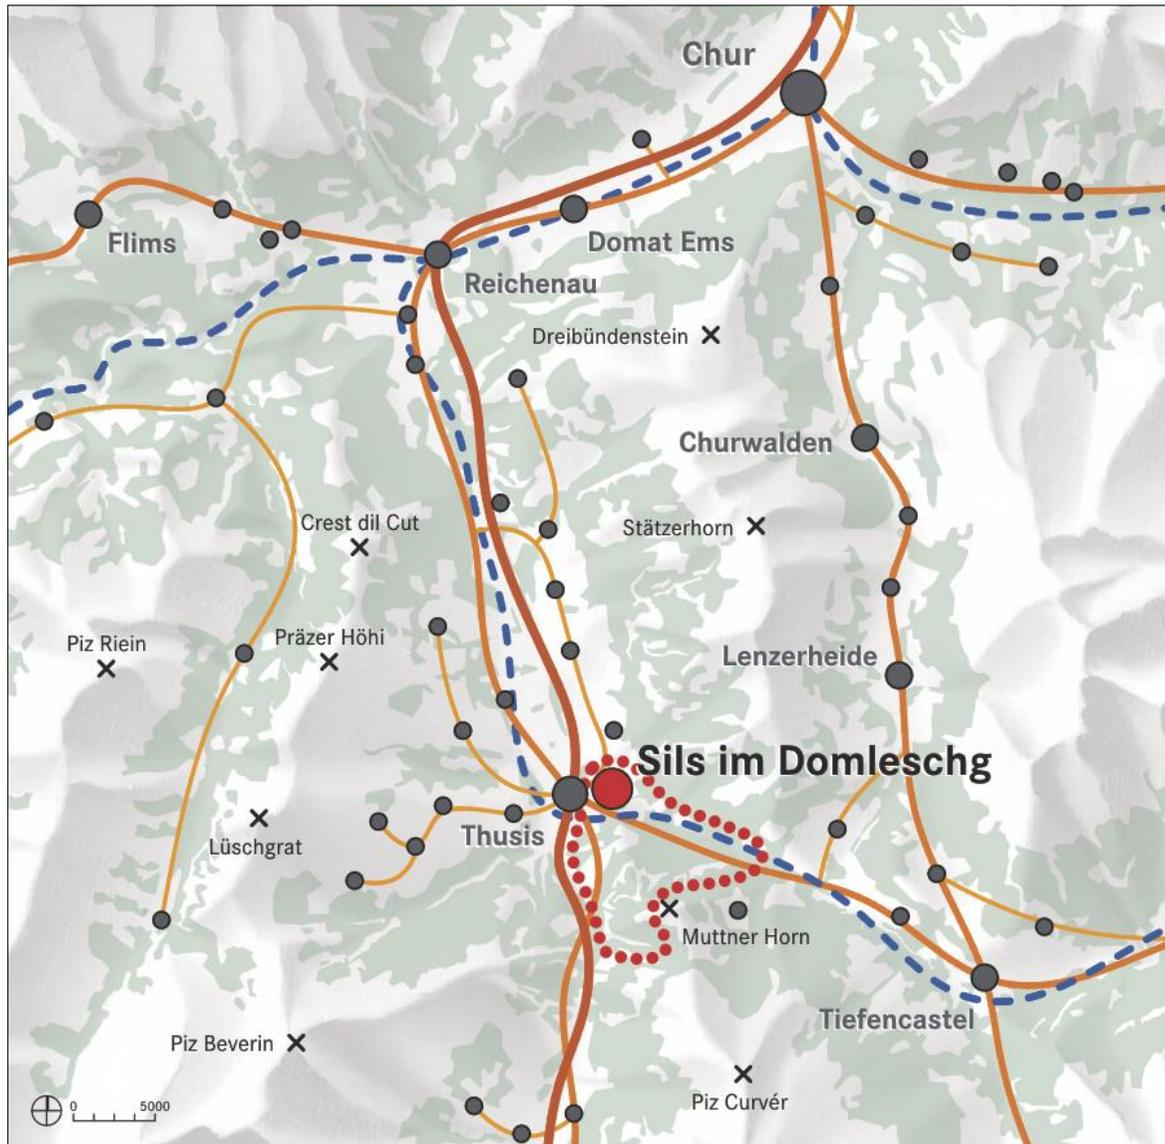 Chur
Flims
Domat Ems
Reichenau
Dreibündenstein
Churwalden
Crest dil Cut
Stätzerhorn
Piz Riein
Präzer Höhi
Lenzerheide
Sils im Domleschg
Thusis
Lüschgrat
Muttner Horn
Tiefencastel
Piz Beverin
Piz Curvér
0 5000